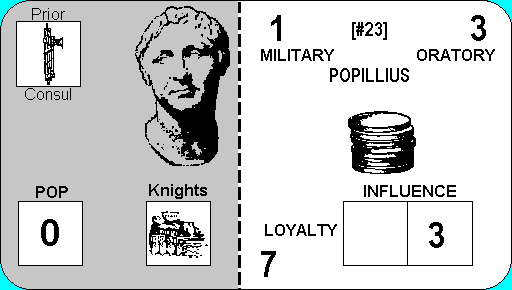 Prior
Consul
POP
0
Knights
1
MILITARY
[#23]
3
ORATORY
POPILLIUS
INFLUENCE
LOYALTY
7
3